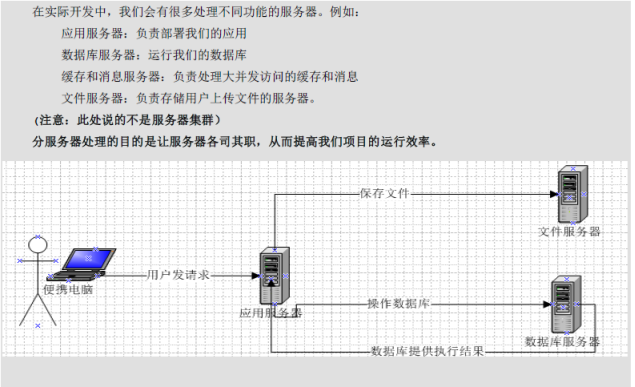 在实际开发中，我们会有很多处理不同功能的服务器。例如：
应用服务器：负责部署我们的应用
数据库服务器：运行我们的数据库
缓存和消息服务器：负责处理大并发访问的缓存和消息
文件服务器：负责存储用户上传文件的服务器。
(注意：此处说的不是服务器集群）
分服务器处理的目的是让服务器各司其职，从而提高我们项目的运行效率。
保存文件
文件服务器
用户发请求
便携电脑
操作数据库
应用服务器
数据库服务器
数据库提供执行结果